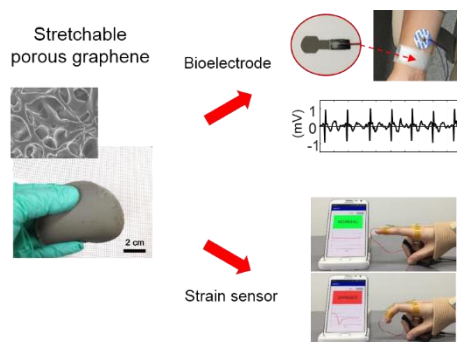 Stretchable
porous graphene
Bioelectrode
1
0
-1
(mV)
2 cm
Strain sensor